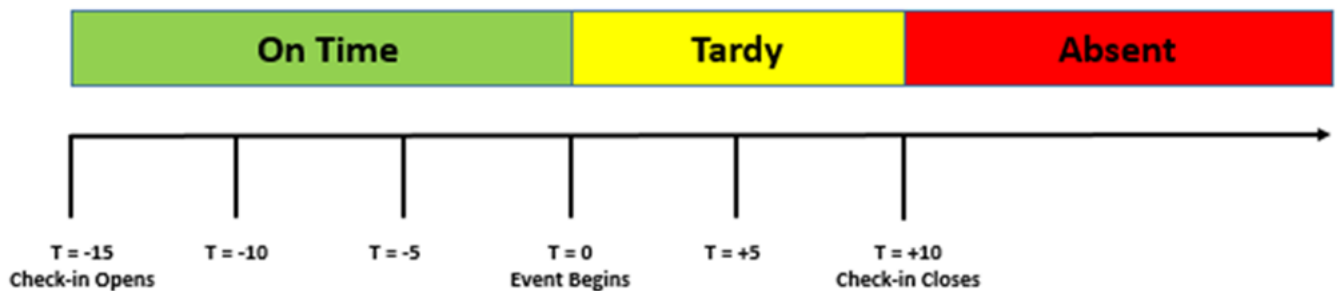 On Time Tardy Absent
T = -15 T = -10 T = -5 T = 0 T = +5 T = +10
Check-in Opens Event Begins Check-in Closes